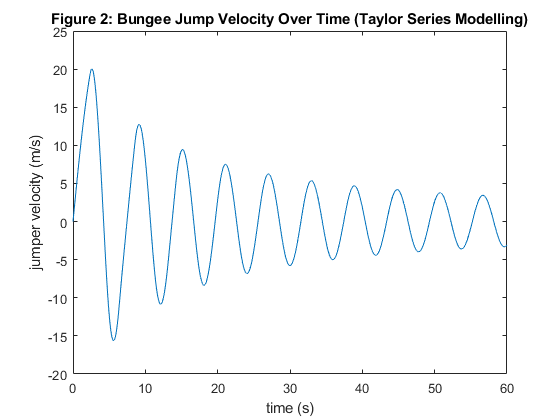 Figure 2: Bungee Jump Velocity Over Time (Taylor Series Modelling)
25
20
15
10
5
0
-5
-10
-15
-20
jumper velocity (m/s)
0 10 20 30 40 50 60
time (s)